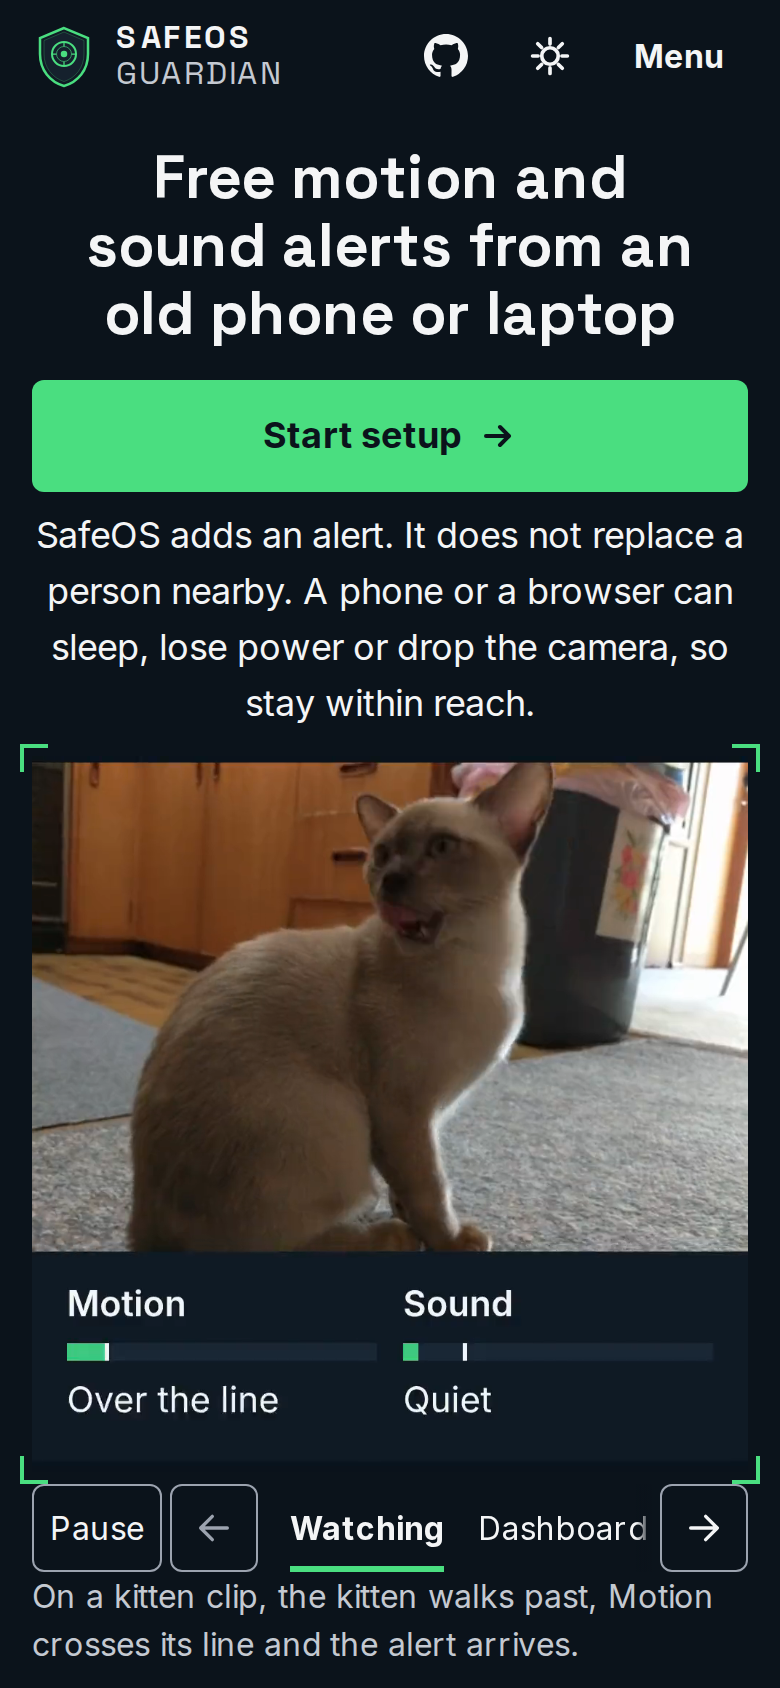 SAFEOS
GUARDIAN
Menu
Free motion and
sound alerts from an
old phone or laptop
Start setup →
SafeOS adds an alert. It does not replace a
person nearby. A phone or a browser can
sleep, lose power or drop the camera, so
stay within reach.
Motion
Sound
Over the line
Quiet
Pause ← Watching Dashboard →
On a kitten clip, the kitten walks past, Motion
crosses its line and the alert arrives.